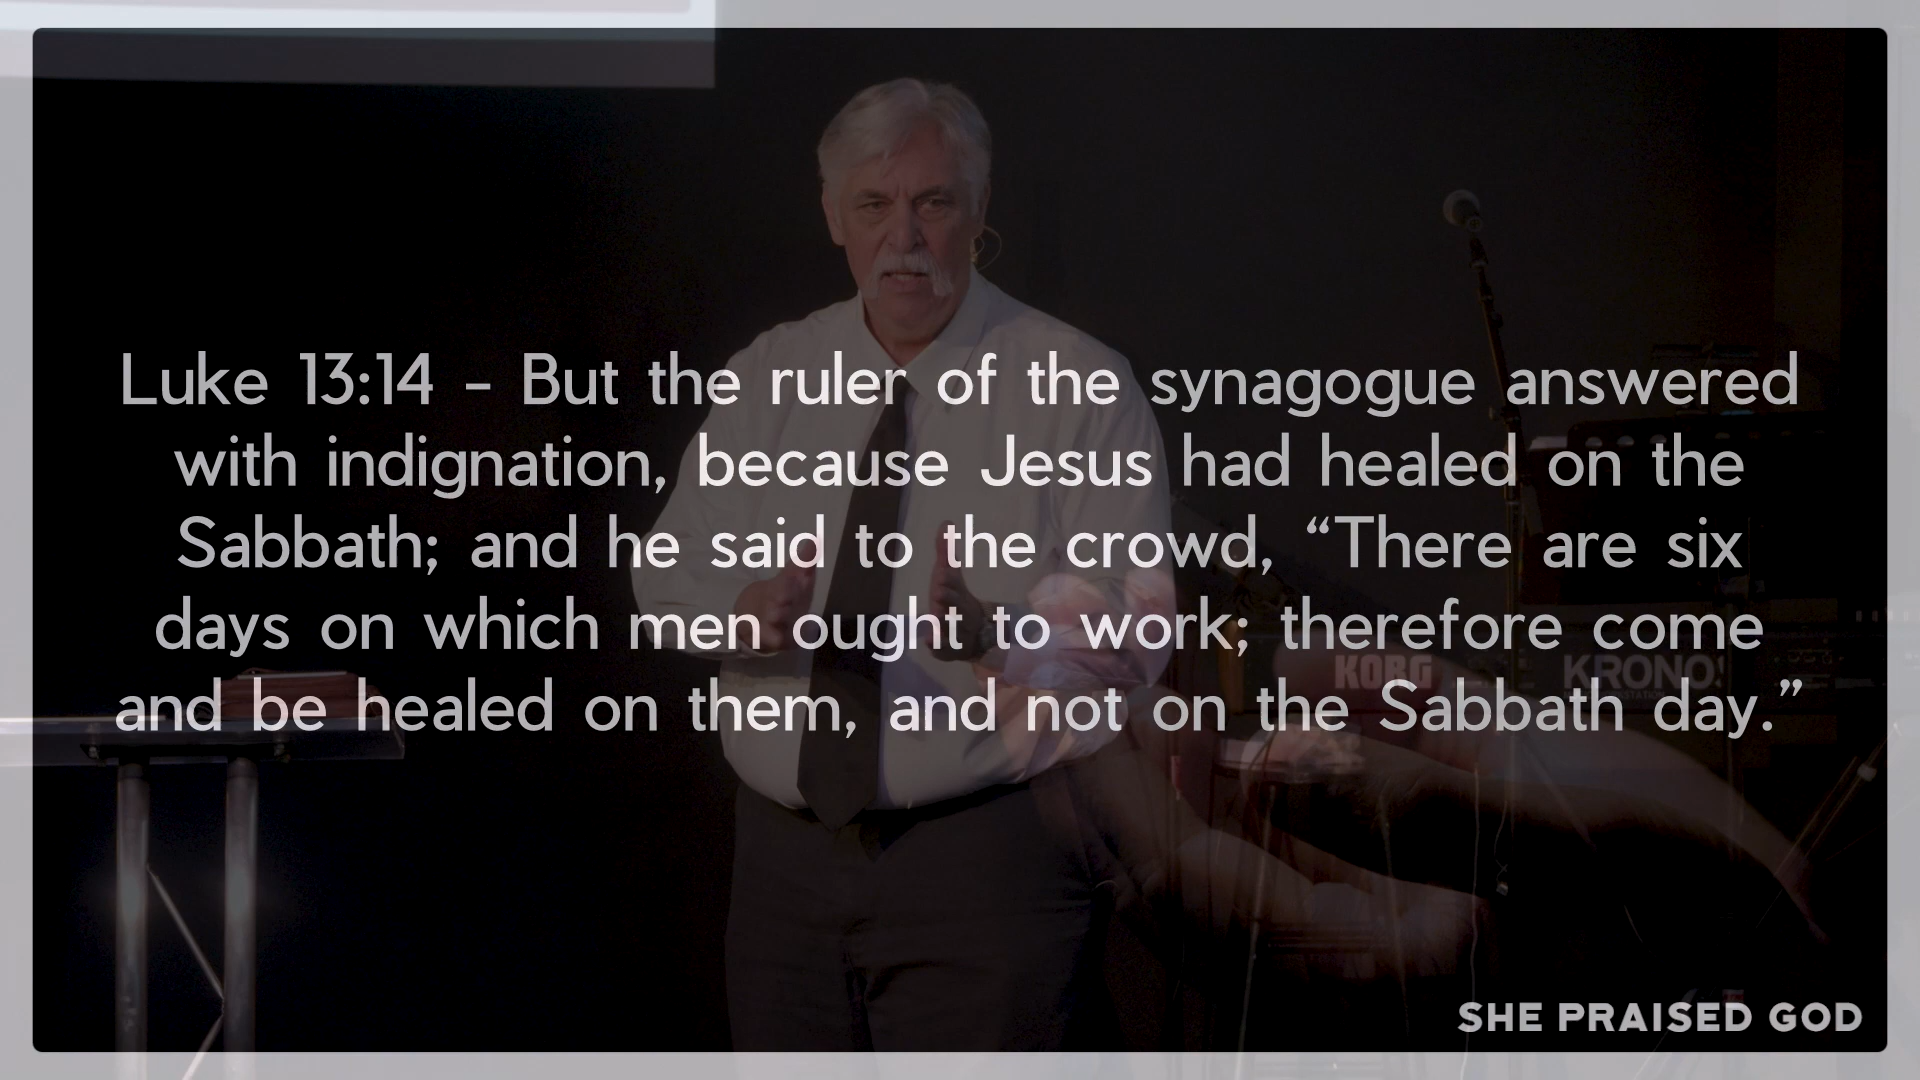 Luke 13:14 - But the ruler of the synagogue answered
with indignation, because Jesus had healed on the
Sabbath; and he said to the crowd, “There are six
days on which men ought to work; therefore come
KORG KRONOS
and be healed on them, and not on the Sabbath day.”
SHE PRAISED GOD